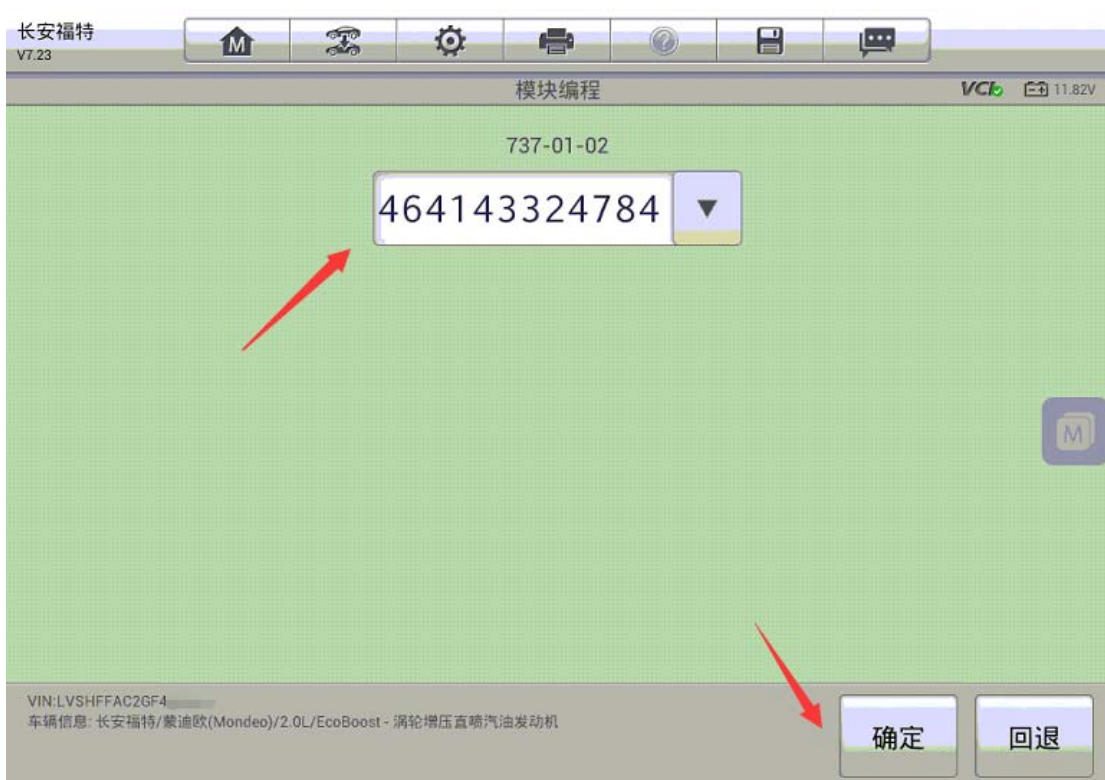 长安福特
V7.23
M
模块编程
VCI 11.82V
737-01-02
464143324784
M
VIN:LVSHFFAC2GF4
车辆信息: 长安福特/蒙迪欧(Mondeo)/2.0L/EcoBoost - 涡轮增压直喷汽油发动机
确定
回退